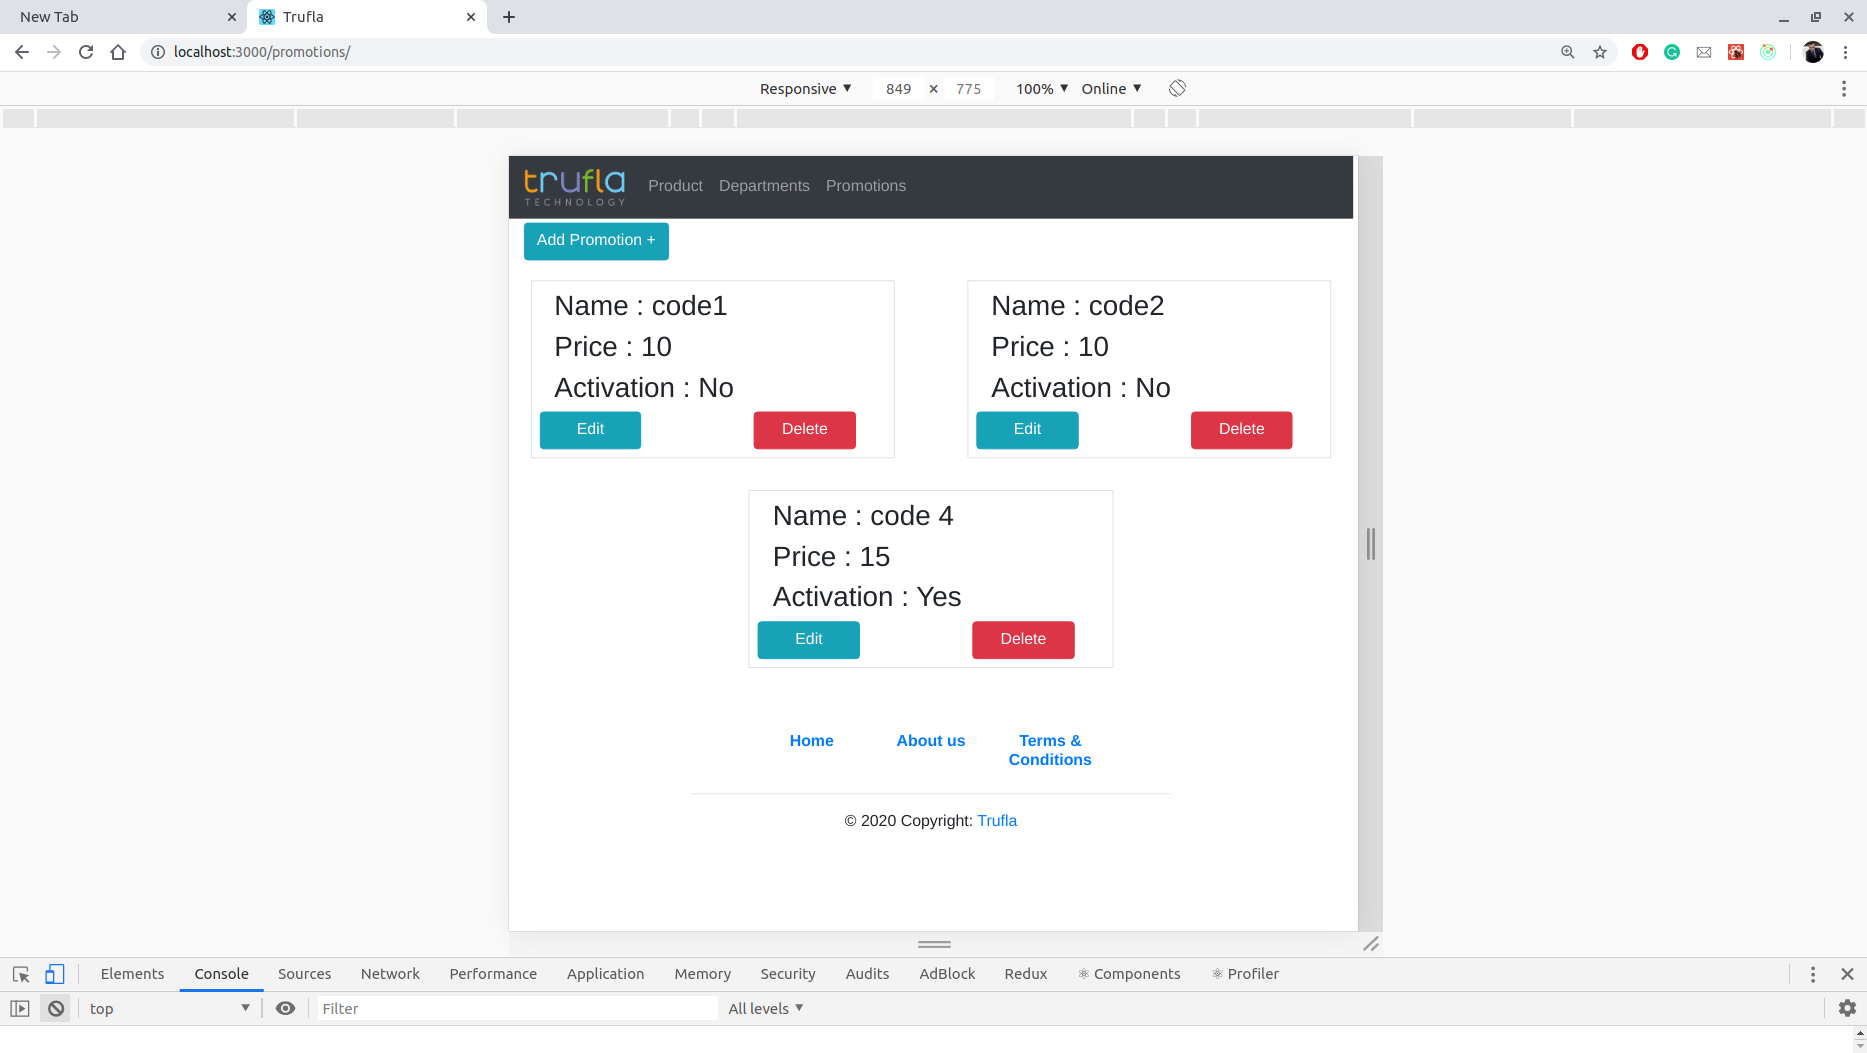 New Tab
Trufla
localhost:3000/promotions/
Responsive 849 × 775 100% Online
trufla
TECHNOLOGY
Product Departments Promotions
Add Promotion +
Name : code1
Price : 10
Activation : No
Edit Delete
Name : code2
Price : 10
Activation : No
Edit Delete
Name : code 4
Price : 15
Activation : Yes
Edit Delete
Home About us Terms &
Conditions
© 2020 Copyright: Trufla
Elements Console Sources Network Performance Application Memory Security Audits AdBlock Redux ⚛ Components ⚛ Profiler
top Filter All levels